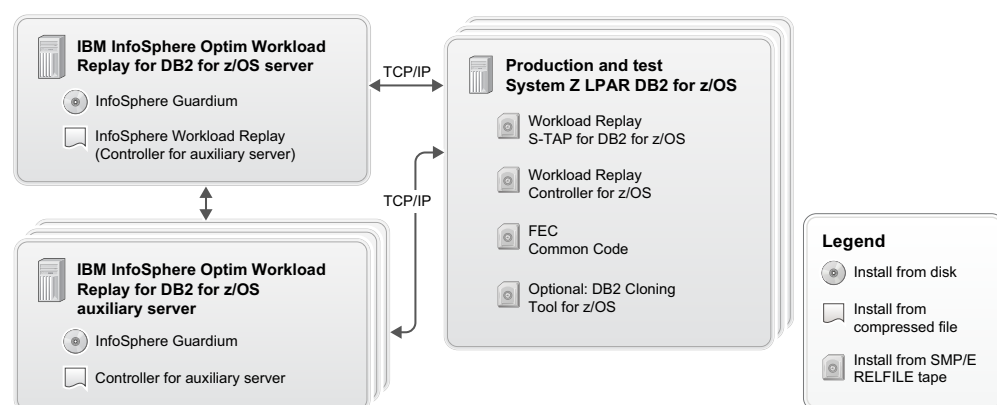 IBM InfoSphere Optim Workload
Replay for DB2 for z/OS server
InfoSphere Guardium
InfoSphere Workload Replay
(Controller for auxiliary server)
TCP/IP
Production and test
System Z LPAR DB2 for z/OS
Workload Replay
S-TAP for DB2 for z/OS
Workload Replay
Controller for z/OS
FEC
Common Code
Optional: DB2 Cloning
Tool for z/OS
TCP/IP
IBM InfoSphere Optim Workload
Replay for DB2 for z/OS
auxiliary server
InfoSphere Guardium
Controller for auxiliary server
Legend
Install from disk
Install from
compressed file
Install from SMP/E
RELFILE tape